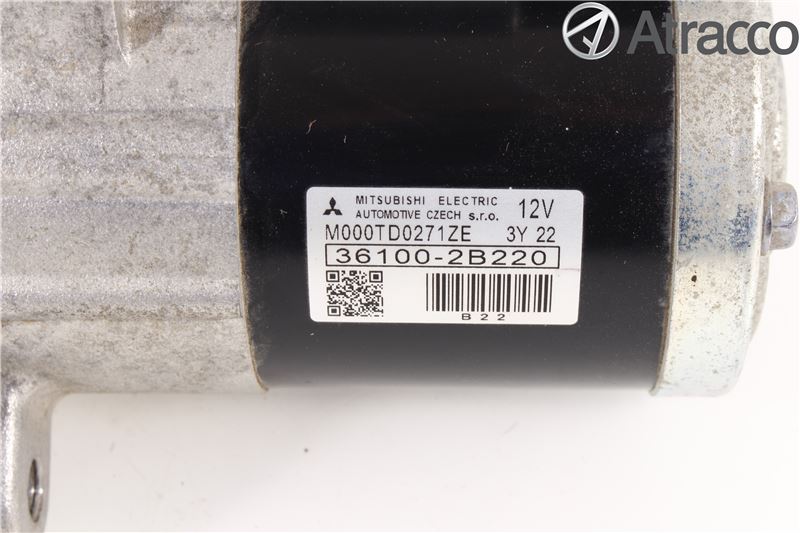 Atracco
MITSUBISHI ELECTRIC
AUTOMOTIVE CZECH s.r.o. 12V
M000TD0271ZE 3Y 22
36100-2B220
B22